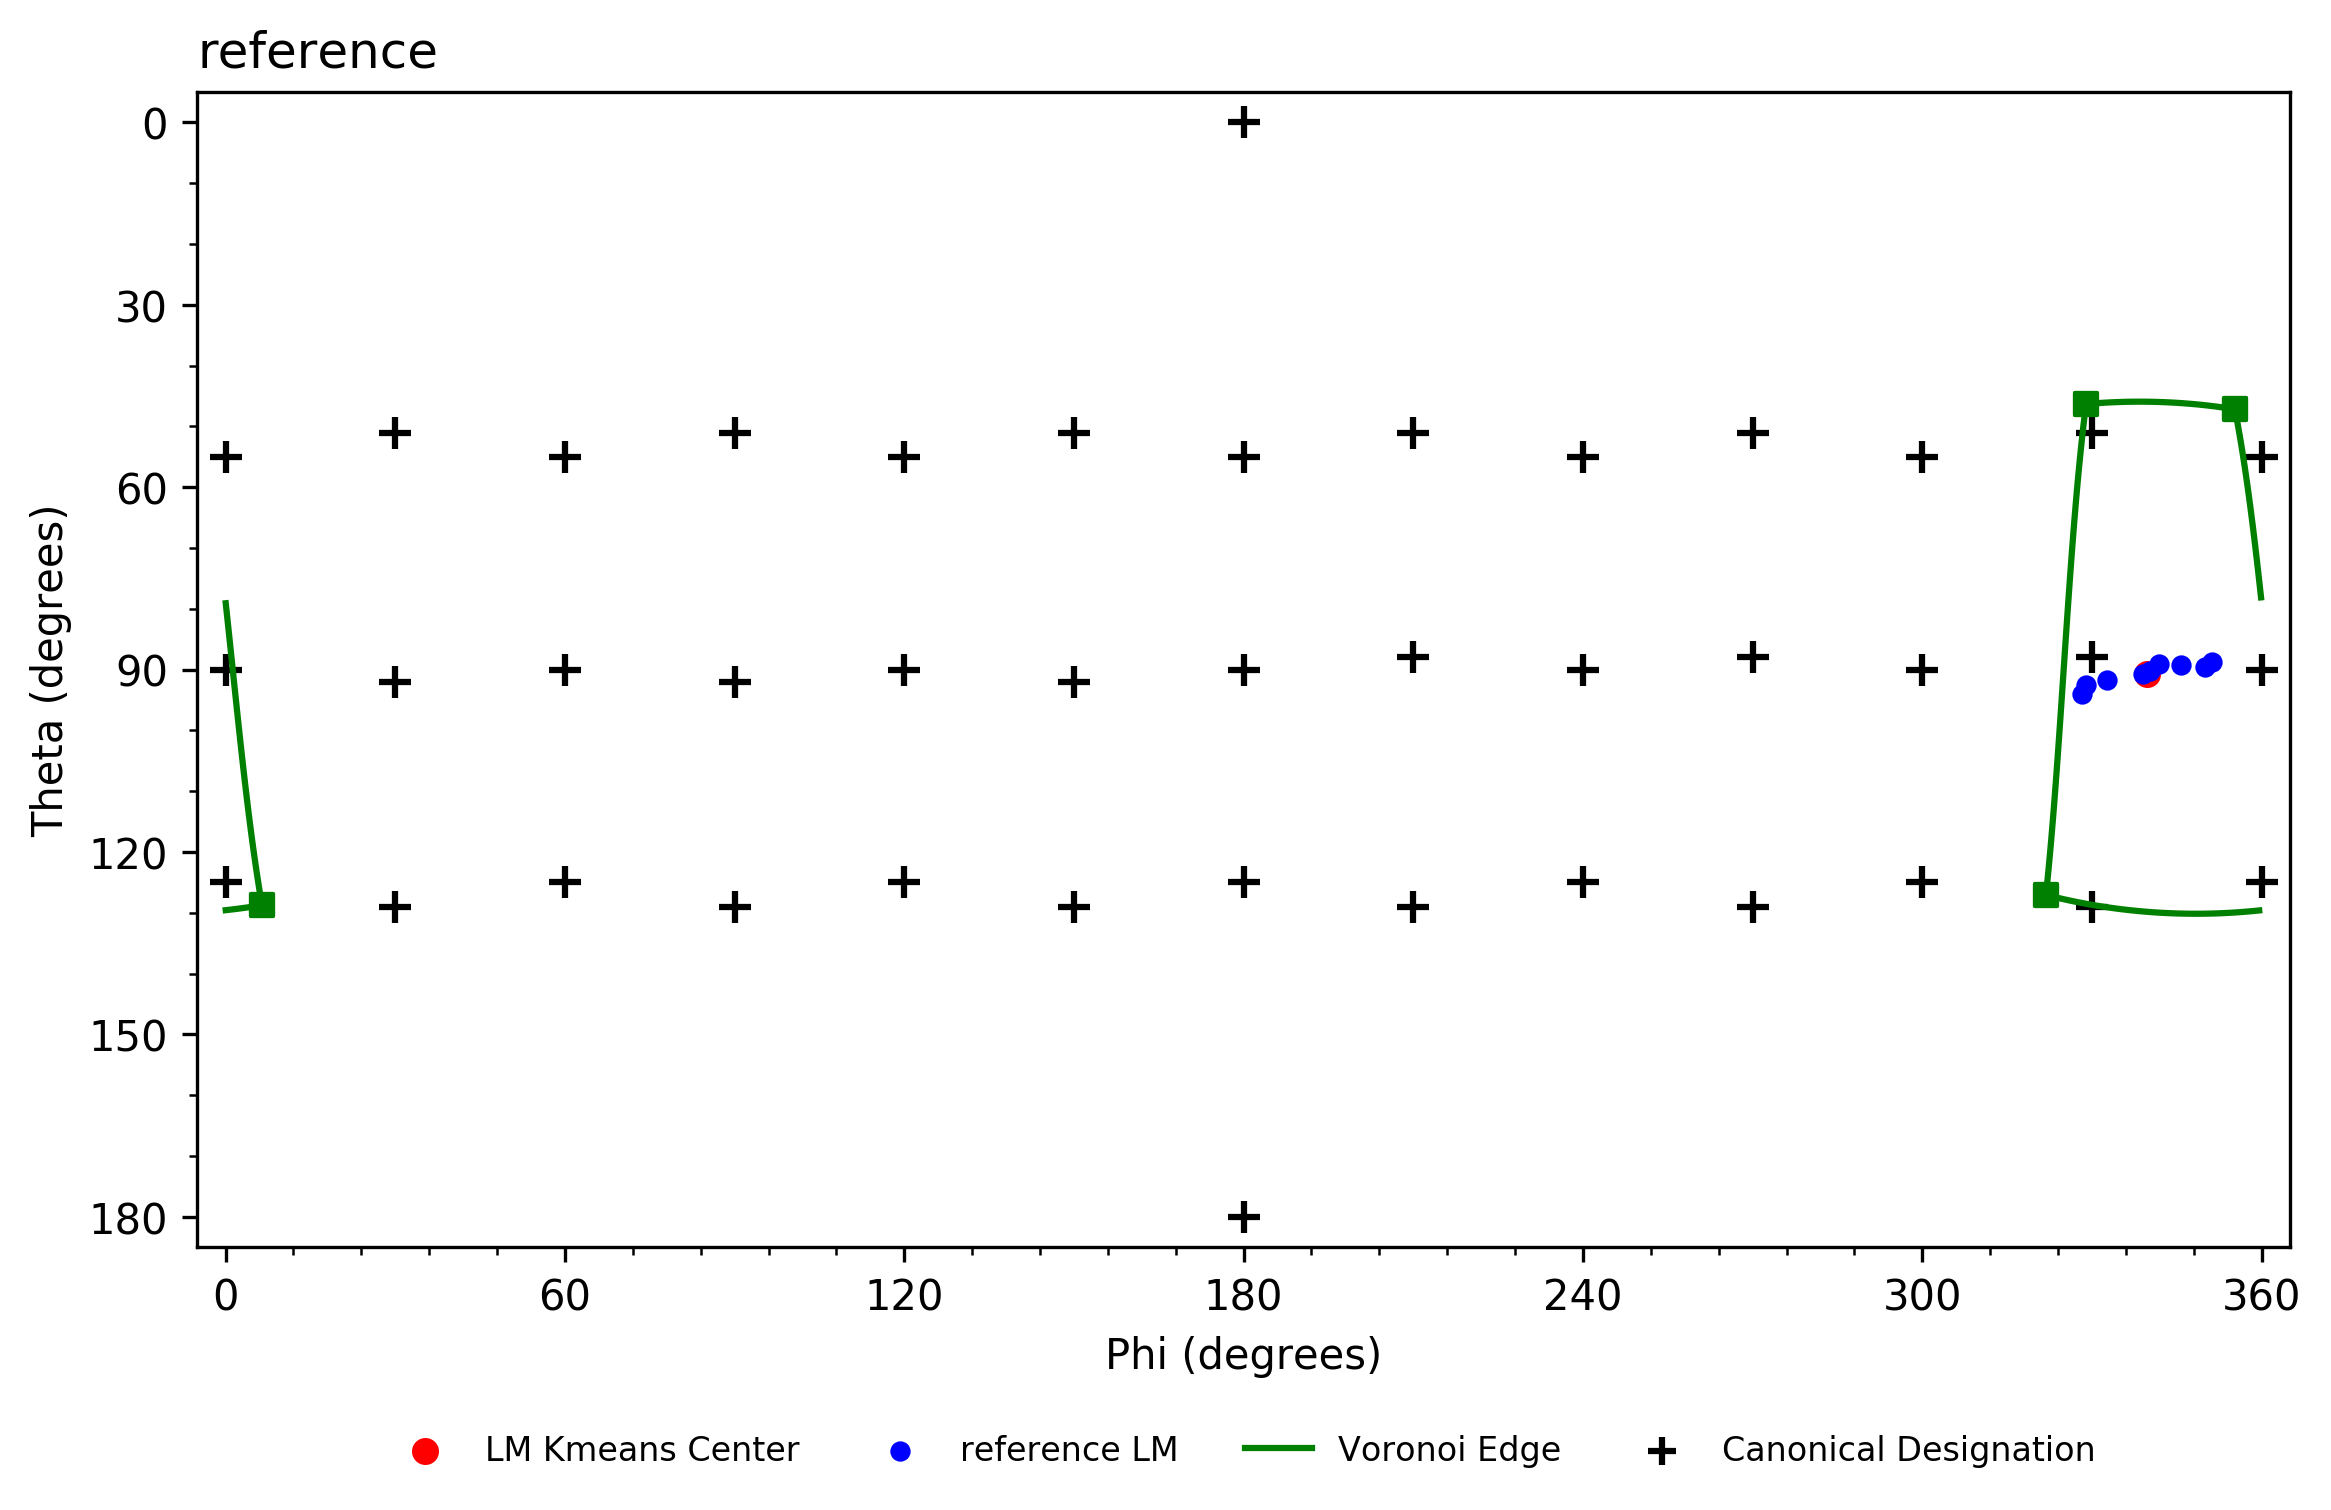 reference
0
30
60
90
120
150
180
Theta (degrees)
0 60 120 180 240 300 360
Phi (degrees)
LM Kmeans Center reference LM Voronoi Edge Canonical Designation